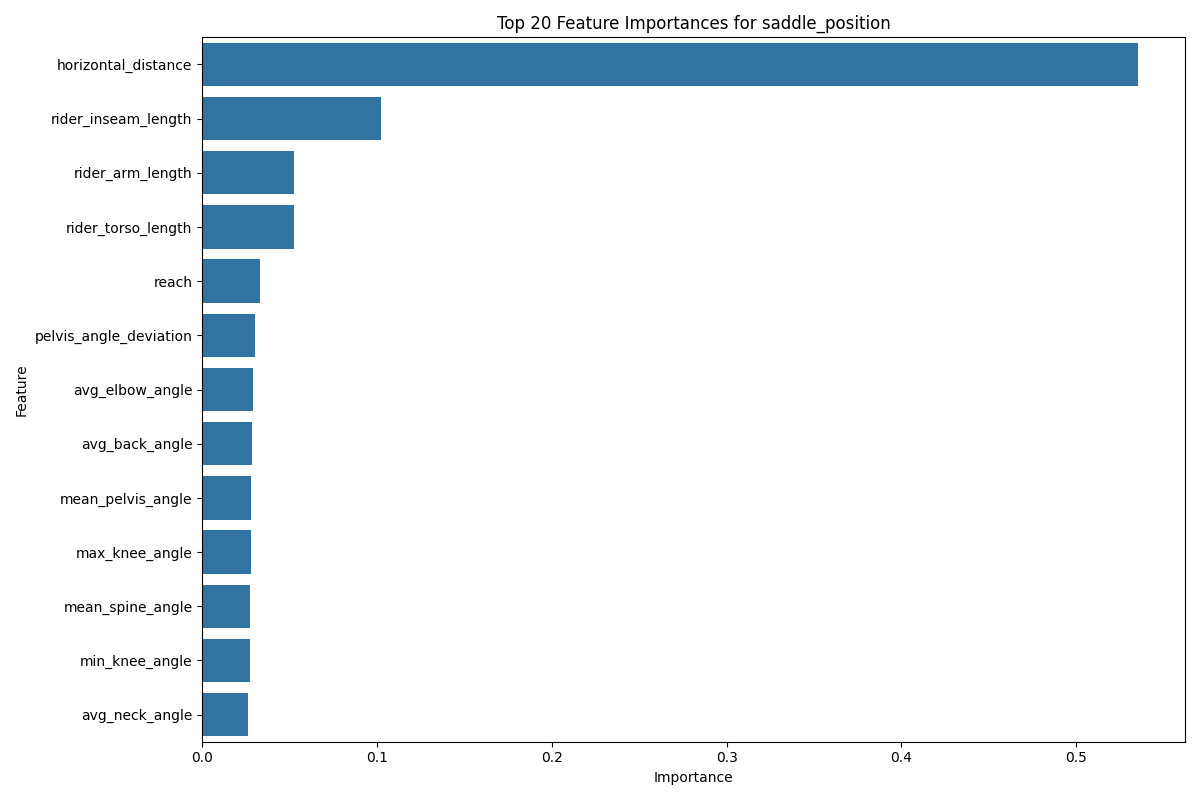 Top 20 Feature Importances for saddle_position
horizontal_distance
rider_inseam_length
rider_arm_length
rider_torso_length
reach
pelvis_angle_deviation
avg_elbow_angle
avg_back_angle
mean_pelvis_angle
max_knee_angle
mean_spine_angle
min_knee_angle
avg_neck_angle
Feature
0.0 0.1 0.2 0.3 0.4 0.5
Importance